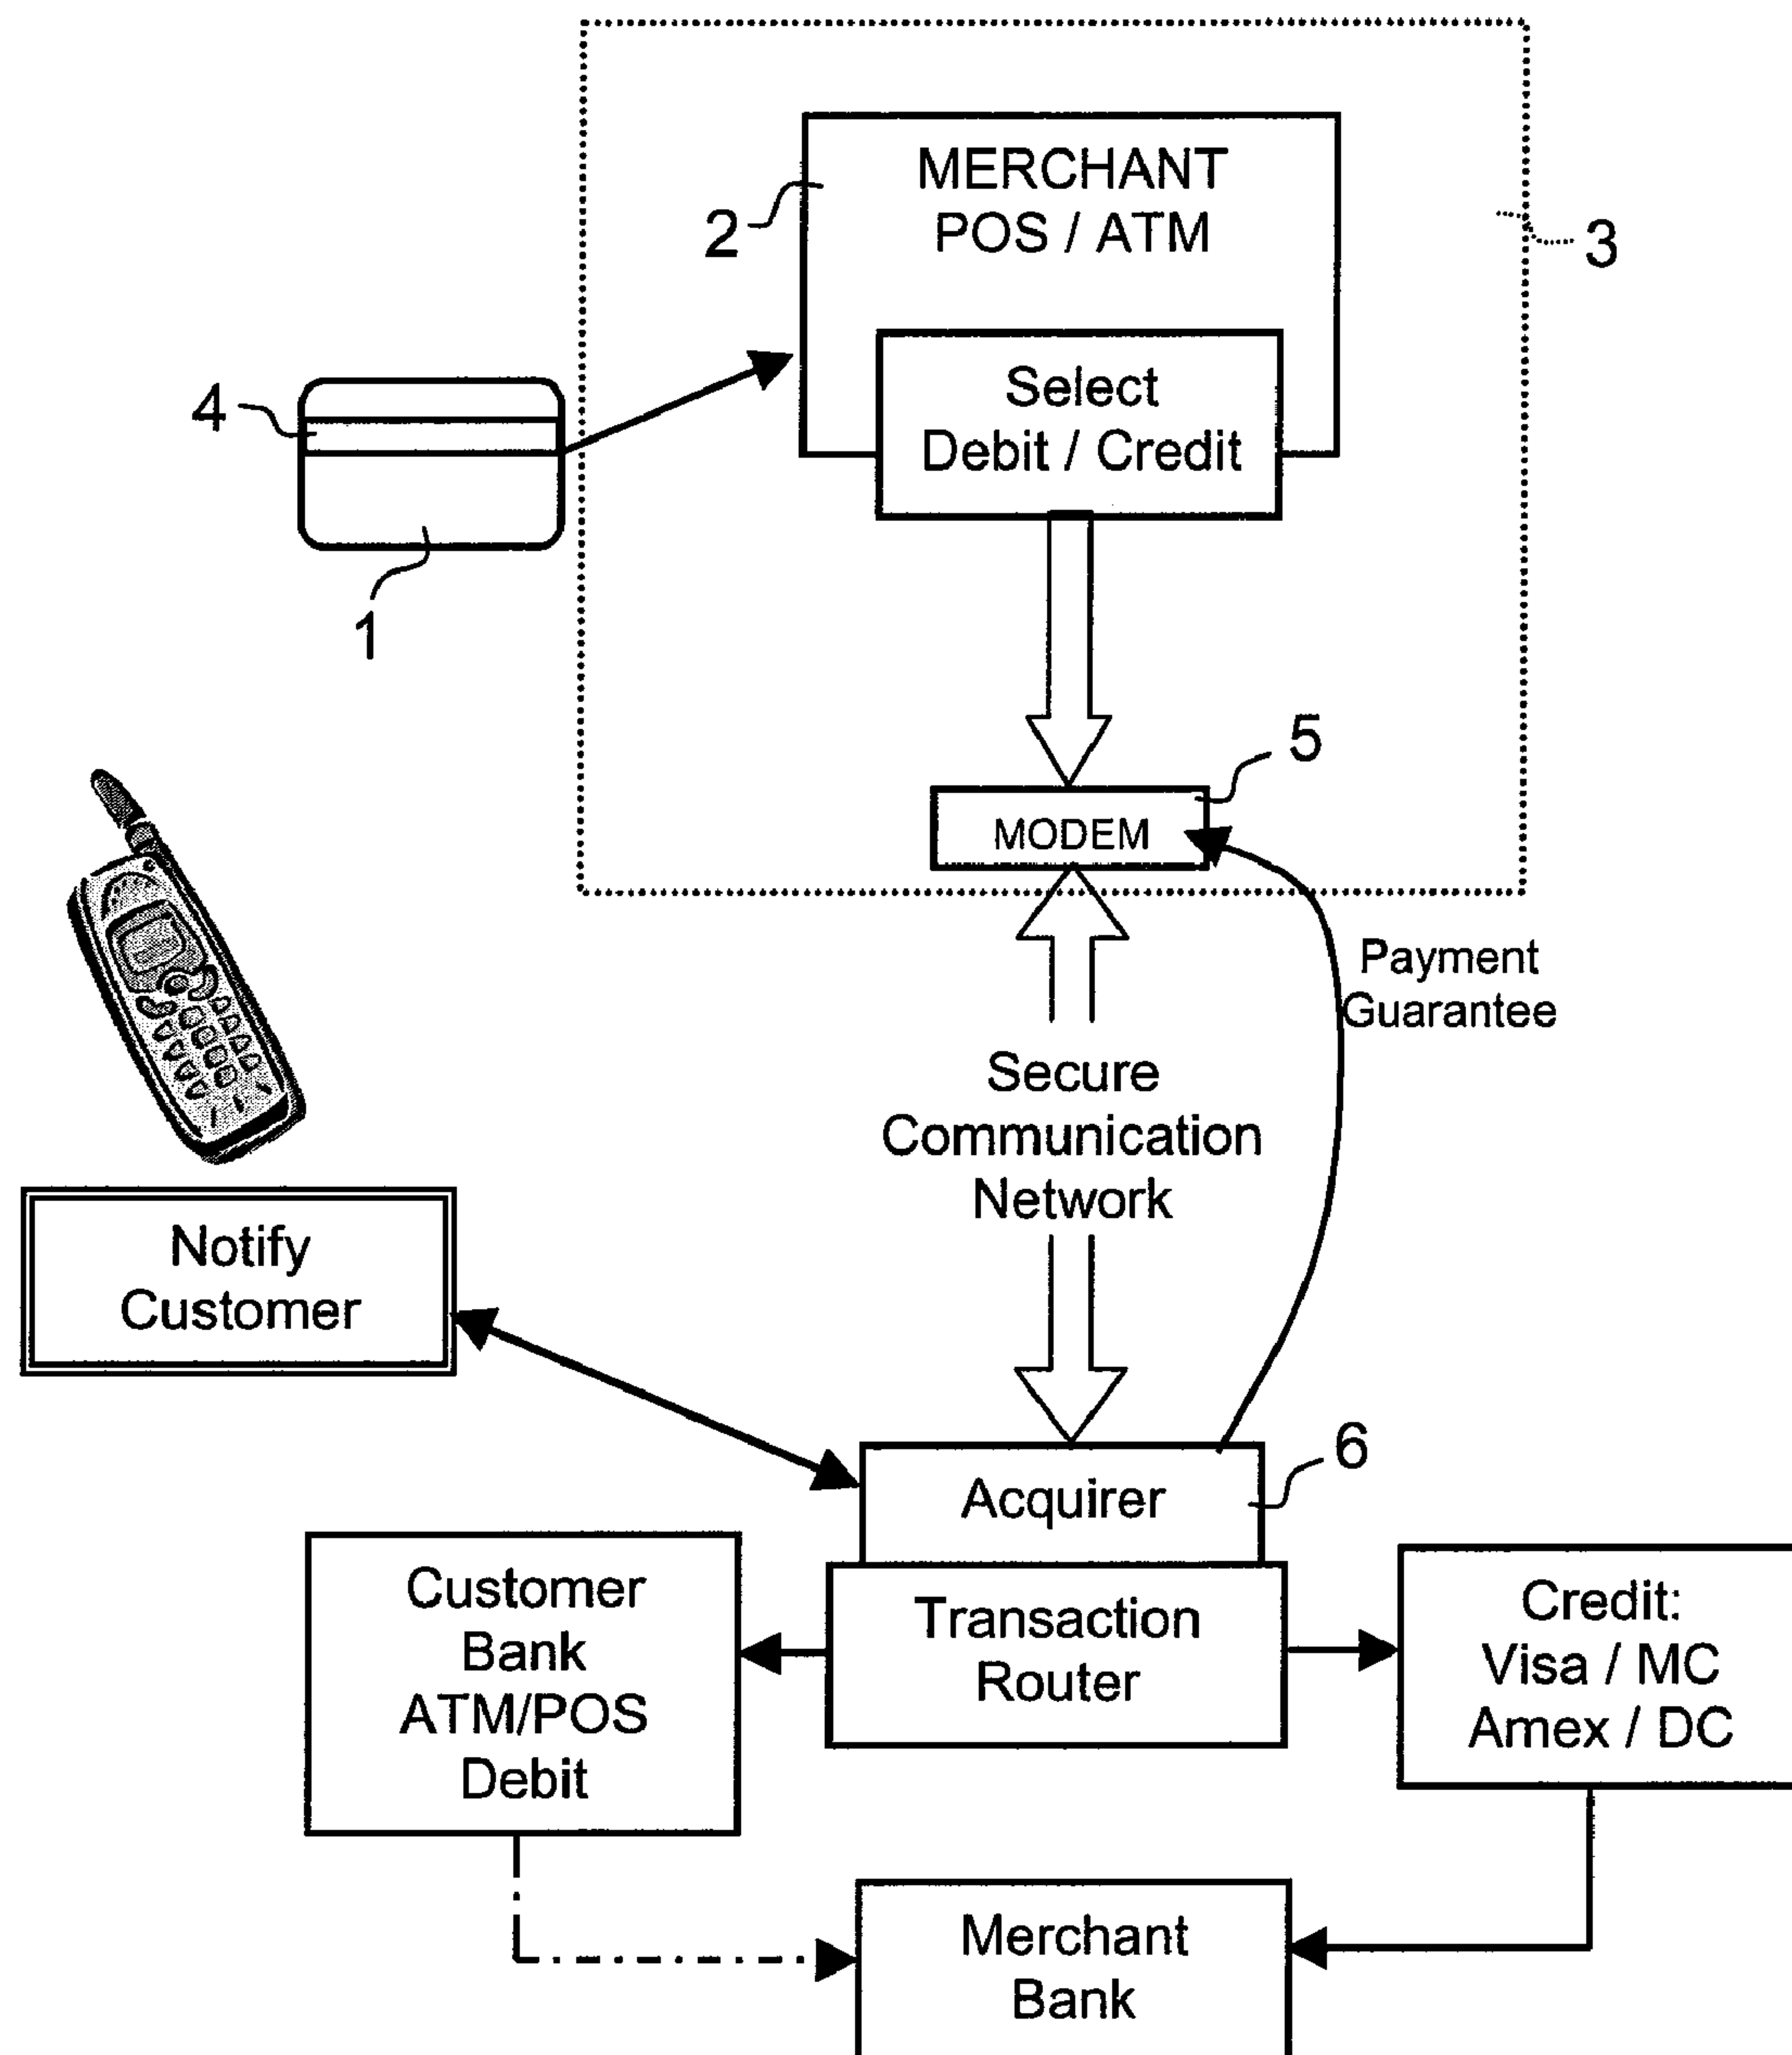 MERCHANT
POS / ATM
2
3
Select
Debit / Credit
4
1
5
MODEM
Payment
Guarantee
Secure
Communication
Network
Notify
Customer
6
Acquirer
Customer
Bank
ATM/POS
Debit
Transaction
Router
Credit:
Visa / MC
Amex / DC
Merchant
Bank